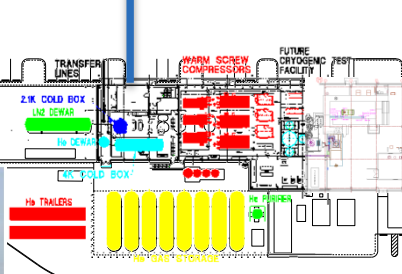 FUTURE
CRYOGENIC TEST
FACILITY
WARM SCREW
COMPRESSORS
TRANSFER
LINES
2.1K COLD BOX
LN2 DEWAR
He DEWAR
4K COLD BOX
He TRAILERS
He PURIFIER